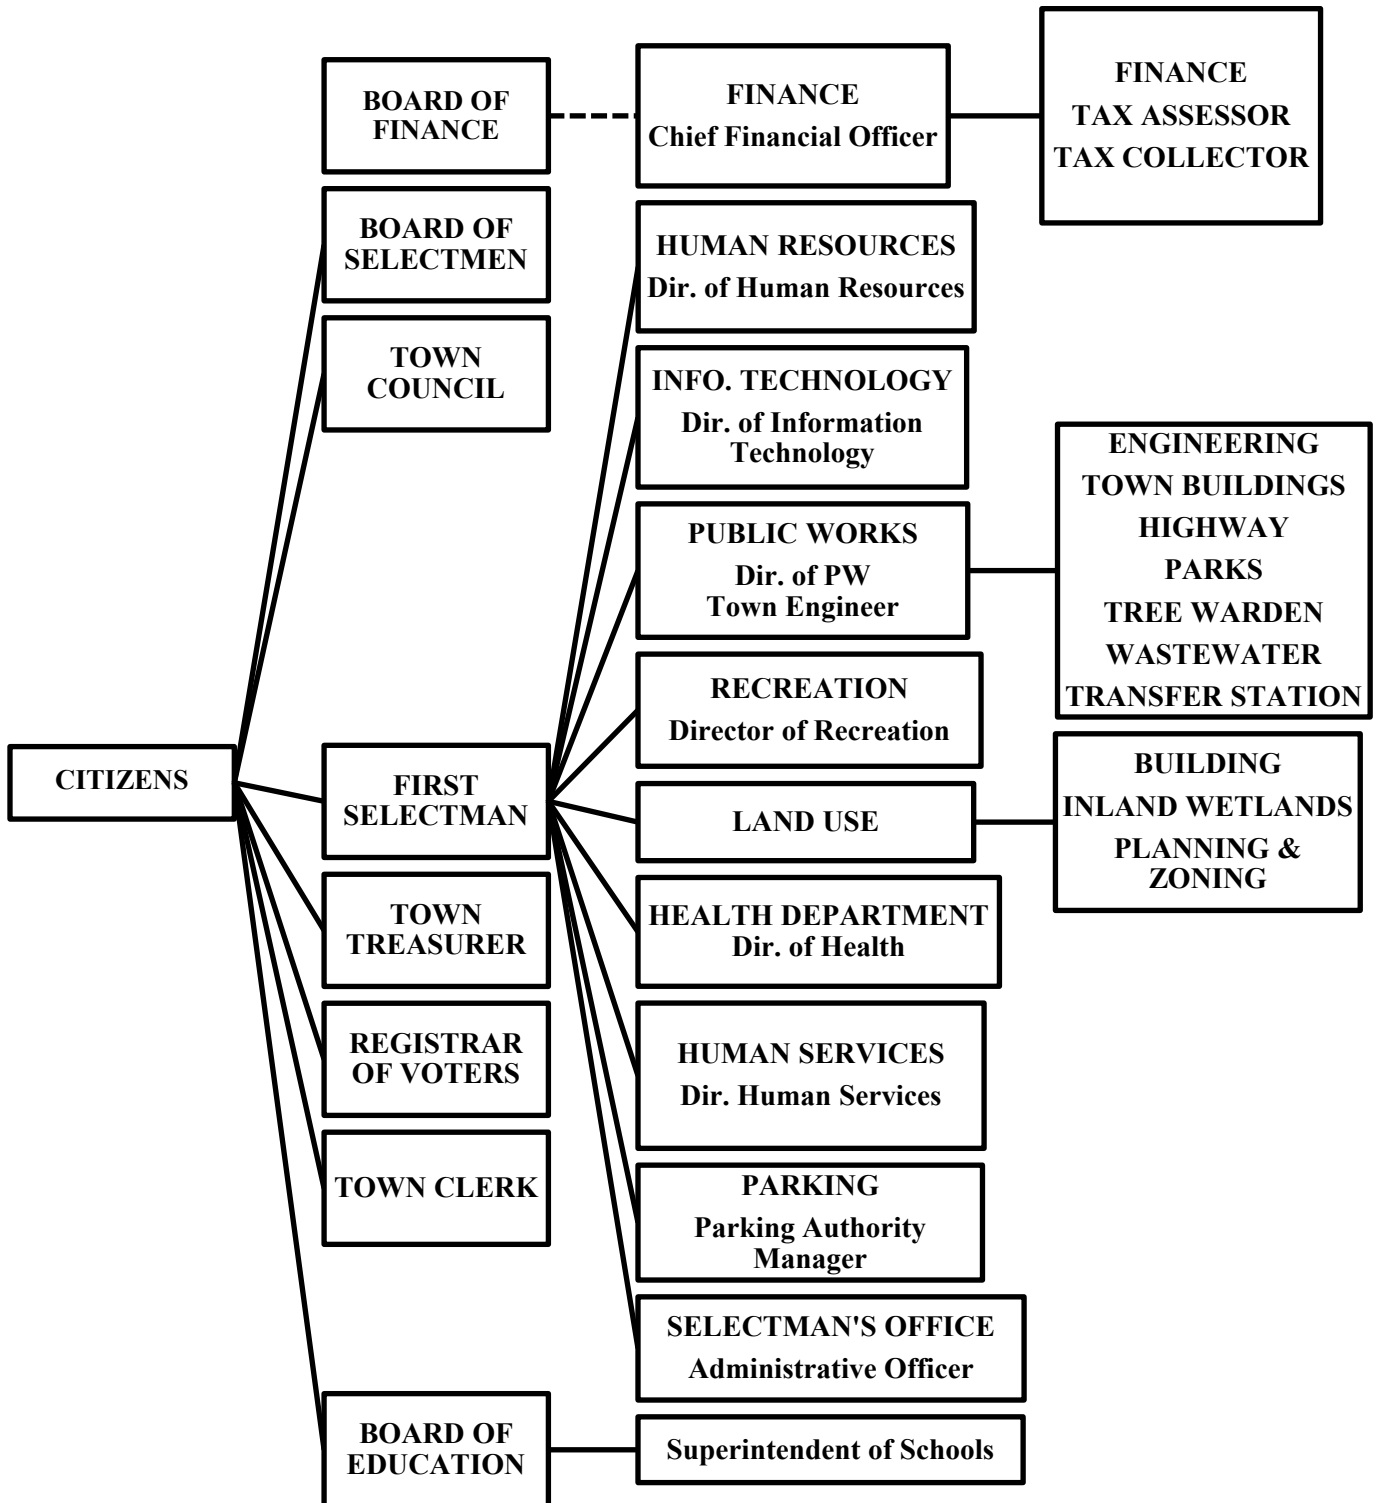 CITIZENS
BOARD OF
FINANCE
BOARD OF
SELECTMEN
TOWN
COUNCIL
FIRST
SELECTMAN
TOWN
TREASURER
REGISTRAR
OF VOTERS
TOWN CLERK
BOARD OF
EDUCATION
FINANCE
Chief Financial Officer
HUMAN RESOURCES
Dir. of Human Resources
INFO. TECHNOLOGY
Dir. of Information
Technology
PUBLIC WORKS
Dir. of PW
Town Engineer
RECREATION
Director of Recreation
LAND USE
HEALTH DEPARTMENT
Dir. of Health
HUMAN SERVICES
Dir. Human Services
PARKING
Parking Authority
Manager
SELECTMAN'S OFFICE
Administrative Officer
Superintendent of Schools
FINANCE
TAX ASSESSOR
TAX COLLECTOR
ENGINEERING
TOWN BUILDINGS
HIGHWAY
PARKS
TREE WARDEN
WASTEWATER
TRANSFER STATION
BUILDING
INLAND WETLANDS
PLANNING &
ZONING